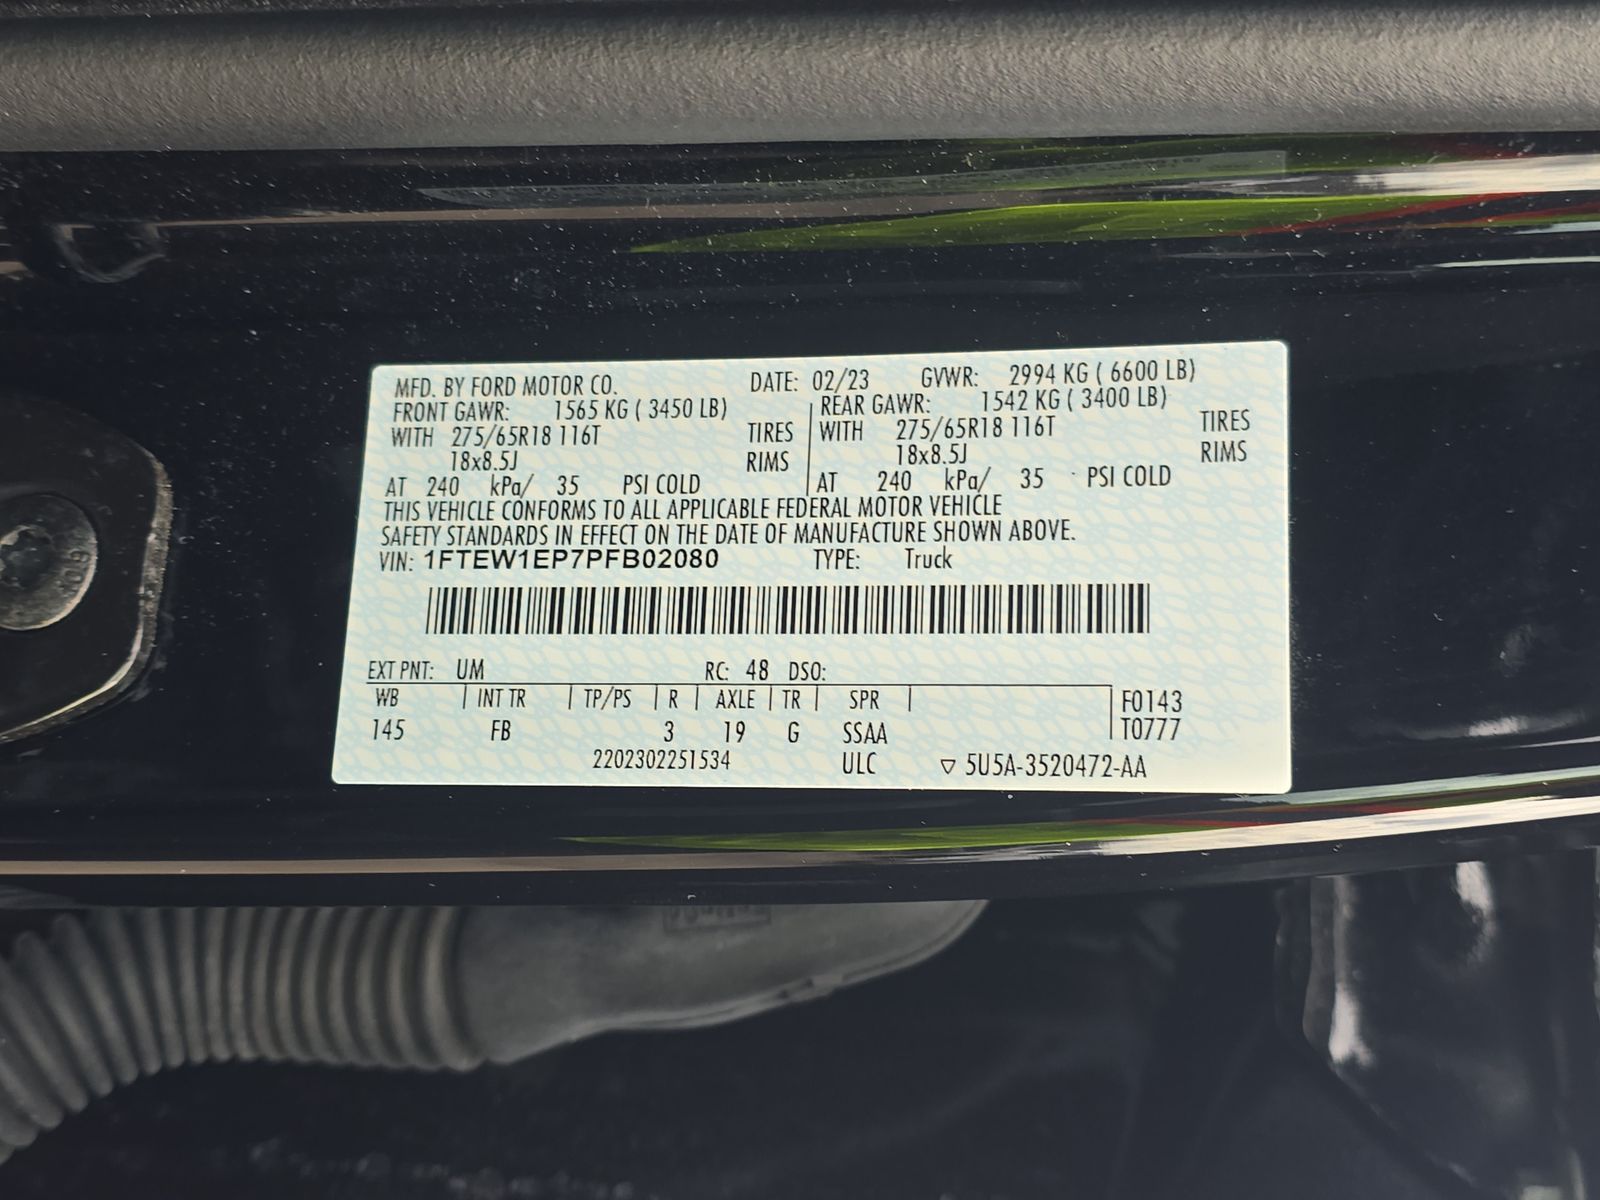 MFD. BY FORD MOTOR CO. DATE: 02/23 GVWR: 2994 KG ( 6600 LB)
FRONT GAWR: 1565 KG ( 3450 LB) REAR GAWR: 1542 KG ( 3400 LB)
WITH 275/65R18 116T TIRES WITH 275/65R18 116T TIRES
18x8.5J RIMS 18x8.5J RIMS
AT 240 kPa/ 35 PSI COLD AT 240 kPa/ 35 PSI COLD
THIS VEHICLE CONFORMS TO ALL APPLICABLE FEDERAL MOTOR VEHICLE
SAFETY STANDARDS IN EFFECT ON THE DATE OF MANUFACTURE SHOWN ABOVE.
VIN: 1FTEW1EP7PFB02080 TYPE: Truck
EXT PNT: UM RC: 48 DSO:
WB INT TR TP/PS R AXLE TR SPR F0143
145 FB 3 19 G SSAA T0777
2202302251534 ULC ▽ 5U5A-3520472-AA